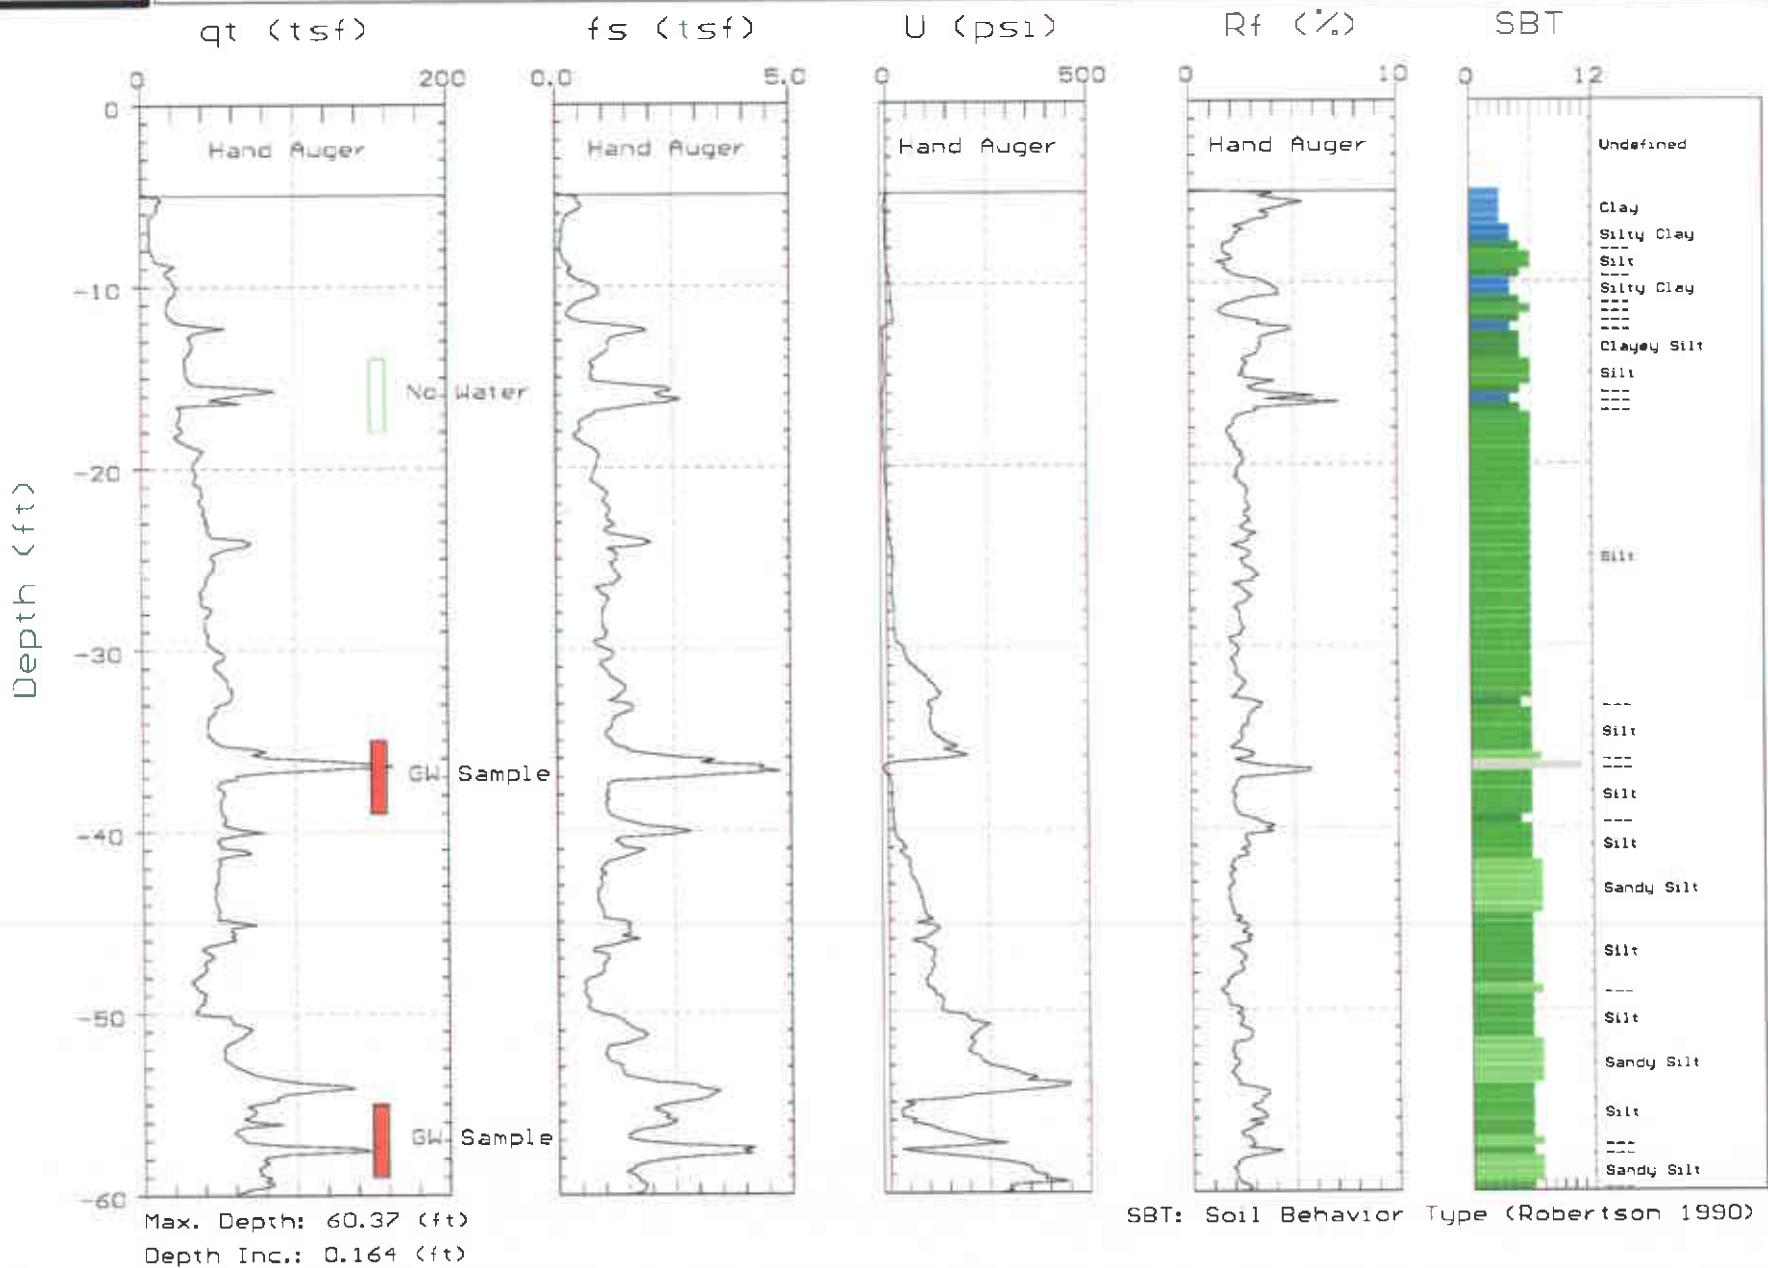 qt (tsf) fs (tsf) U (psi) Rf (%) SBT
0 200 0.0 5.0 0 500 0 10 0 12
0
Hand Auger Hand Auger Hand Auger Hand Auger Undefined
Clay
Silty Clay
---
Silt
---
-10
Silty Clay
---
---
---
Clayey Silt
Silt
No Water
---
---
---
-20
Depth (ft)
Silt
-30
---
Silt
GW Sample
---
---
Silt
---
-40
Silt
Sandy Silt
Silt
---
-50
Silt
Sandy Silt
Silt
GW Sample
---
---
Sandy Silt
---
-60
Max. Depth: 60.37 (ft)
Depth Inc.: 0.164 (ft)
SBT: Soil Behavior Type (Robertson 1990)